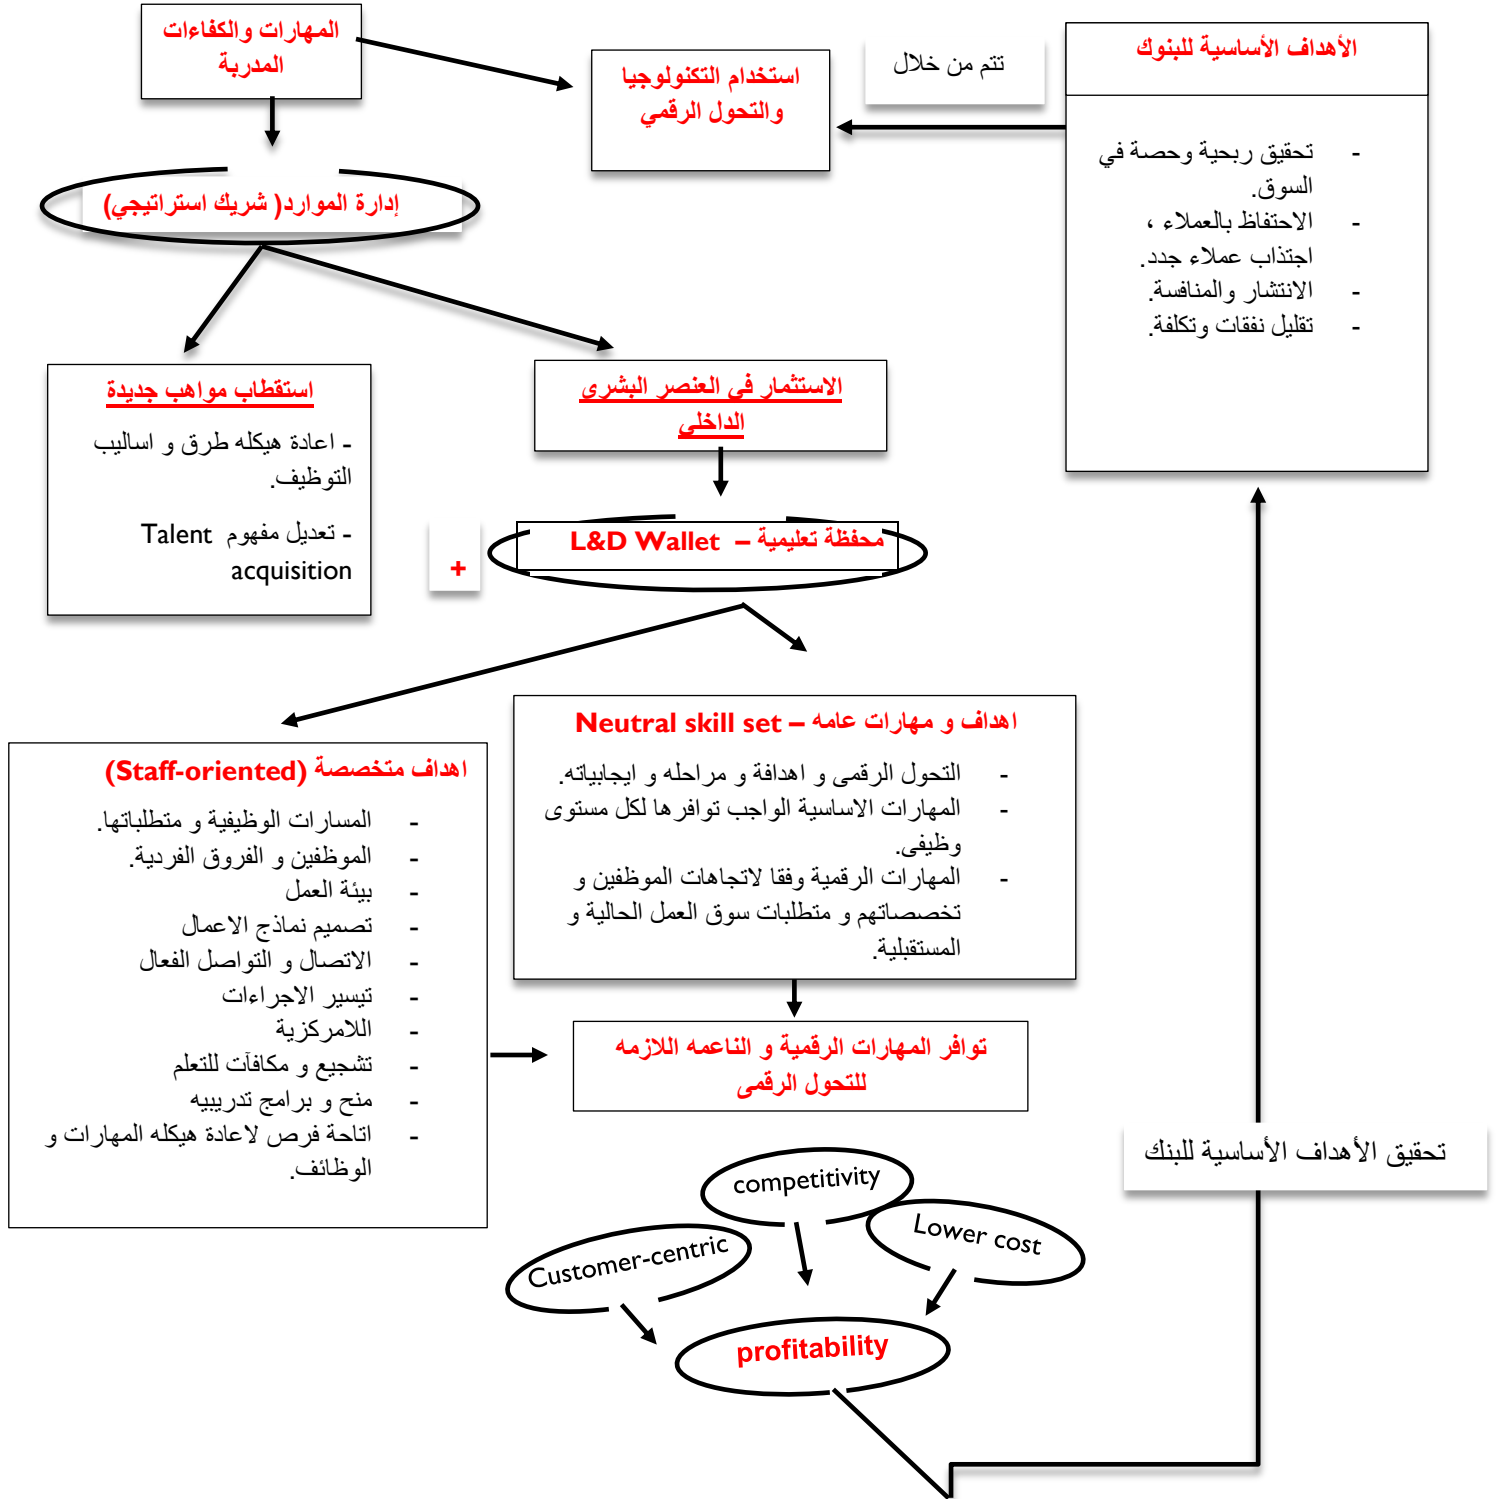 الأهداف الأساسية للبنوك
- تحقيق ربحية وحصة في
السوق.
- الاحتفاظ بالعملاء ،
اجتذاب عملاء جدد.
- الانتشار والمنافسة.
- تقليل نفقات وتكلفة.
تتم من خلال
استخدام التكنولوجيا
والتحول الرقمي
المهارات والكفاءات
المدربة
إدارة الموارد( شريك استراتيجي)
الاستثمار في العنصر البشرى
الداخلي
استقطاب مواهب جديدة
- اعادة هيكله طرق و اساليب
التوظيف.
- تعديل مفهوم Talent
acquisition
محفظة تعليمية – L&D Wallet
+
اهداف و مهارات عامه – Neutral skill set
- التحول الرقمى و اهدافة و مراحله و ايجابياته.
- المهارات الاساسية الواجب توافرها لكل مستوى
وظيفى.
- المهارات الرقمية وفقا لاتجاهات الموظفين و
تخصصاتهم و متطلبات سوق العمل الحالية و
المستقبلية.
اهداف متخصصة (Staff-oriented)
- المسارات الوظيفية و متطلباتها.
- الموظفين و الفروق الفردية.
- بيئة العمل
- تصميم نماذج الاعمال
- الاتصال و التواصل الفعال
- تيسير الاجراءات
- اللامركزية
- تشجيع و مكافآت للتعلم
- منح و برامج تدريبيه
- اتاحة فرص لاعادة هيكله المهارات و
الوظائف.
توافر المهارات الرقمية و الناعمه اللازمه
للتحول الرقمى
تحقيق الأهداف الأساسية للبنك
competitivity
Lower cost
Customer-centric
profitability